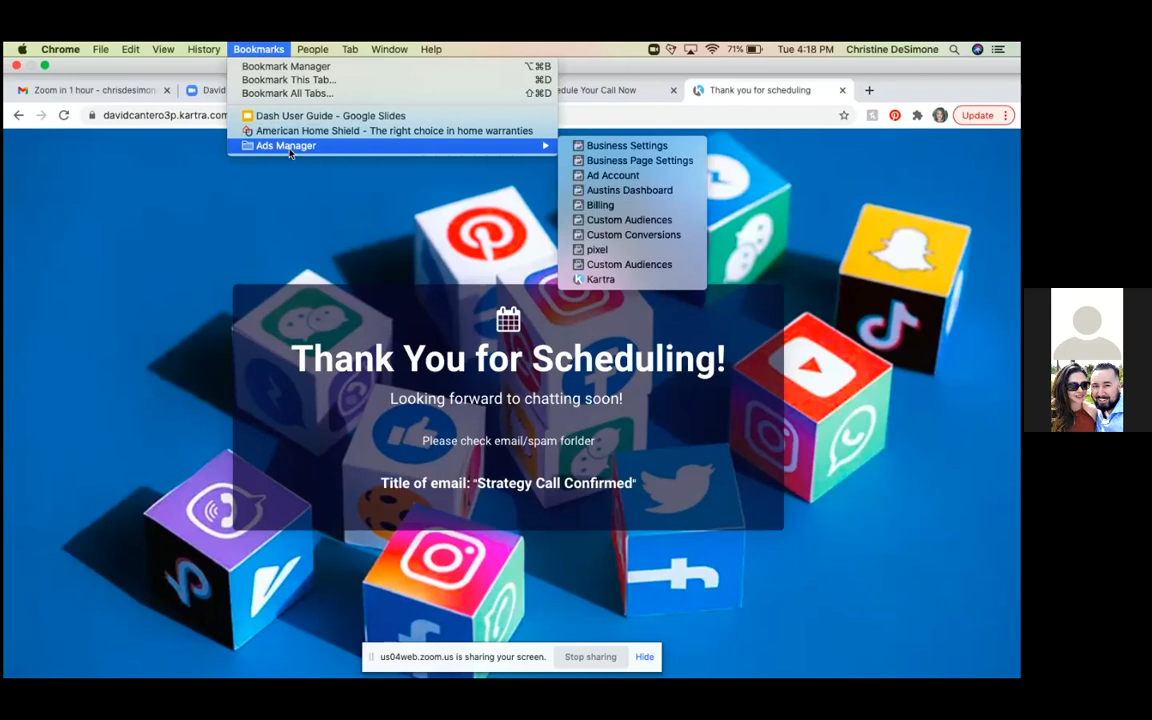 Chrome File Edit View History Bookmarks People Tab Window Help 71% Tue 4:18 PM Christine DeSimone
Bookmark Manager ⌥⌘B
Bookmark This Tab... ⌘D
Bookmark All Tabs... ⇧⌘D
Dash User Guide - Google Slides
American Home Shield - The right choice in home warranties
Ads Manager
Zoom in 1 hour - chrisdesimon
David
edule Your Call Now
Thank you for scheduling
davidcantero3p.kartra.com
Update
Business Settings
Business Page Settings
Ad Account
Austins Dashboard
Billing
Custom Audiences
Custom Conversions
pixel
Custom Audiences
Kartra
Thank You for Scheduling!
Looking forward to chatting soon!
Please check email/spam forlder
Title of email: "Strategy Call Confirmed"
us04web.zoom.us is sharing your screen. Stop sharing Hide